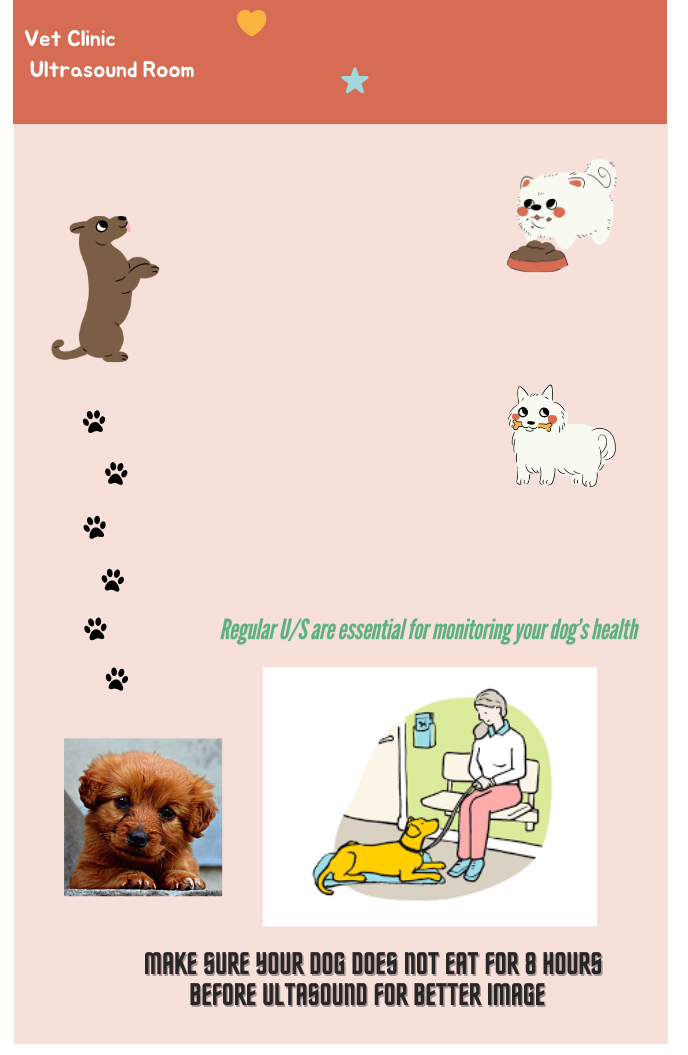 Vet Clinic
Ultrasound Room
Regular U/S are essential for monitoring your dog's health
MAKE SURE YOUR DOG DOES NOT EAT FOR 8 HOURS
BEFORE ULTASOUND FOR BETTER IMAGE